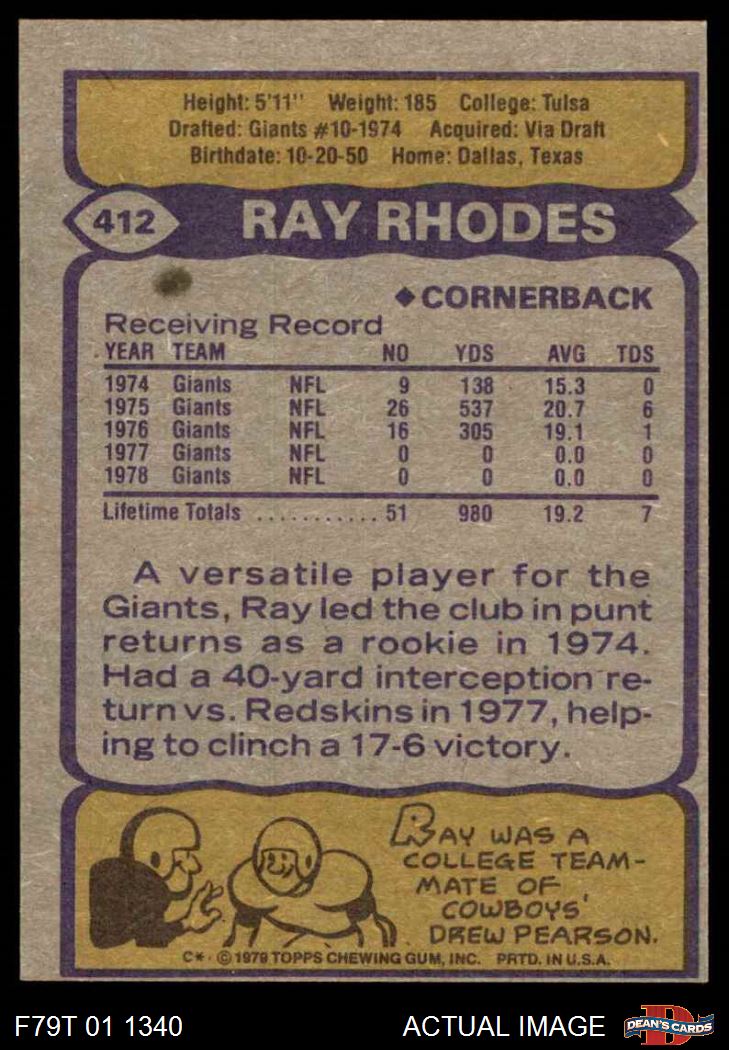 Height: 5'11" Weight: 185 College: Tulsa
Drafted: Giants #10-1974 Acquired: Via Draft
Birthdate: 10-20-50 Home: Dallas, Texas
412 RAY RHODES
◆ CORNERBACK
Receiving Record
YEAR TEAM NO YDS AVG TDS
1974 Giants NFL 9 138 15.3 0
1975 Giants NFL 26 537 20.7 6
1976 Giants NFL 16 305 19.1 1
1977 Giants NFL 0 0 0.0 0
1978 Giants NFL 0 0 0.0 0
Lifetime Totals ........... 51 980 19.2 7
A versatile player for the
Giants, Ray led the club in punt
returns as a rookie in 1974.
Had a 40-yard interception re-
turn vs. Redskins in 1977, help-
ing to clinch a 17-6 victory.
RAY WAS A
COLLEGE TEAM-
MATE OF
COWBOYS'
DREW PEARSON.
C* © 1979 TOPPS CHEWING GUM, INC. PRTD. IN U.S.A.
F79T 01 1340 ACTUAL IMAGE D DEAN'S CARDS